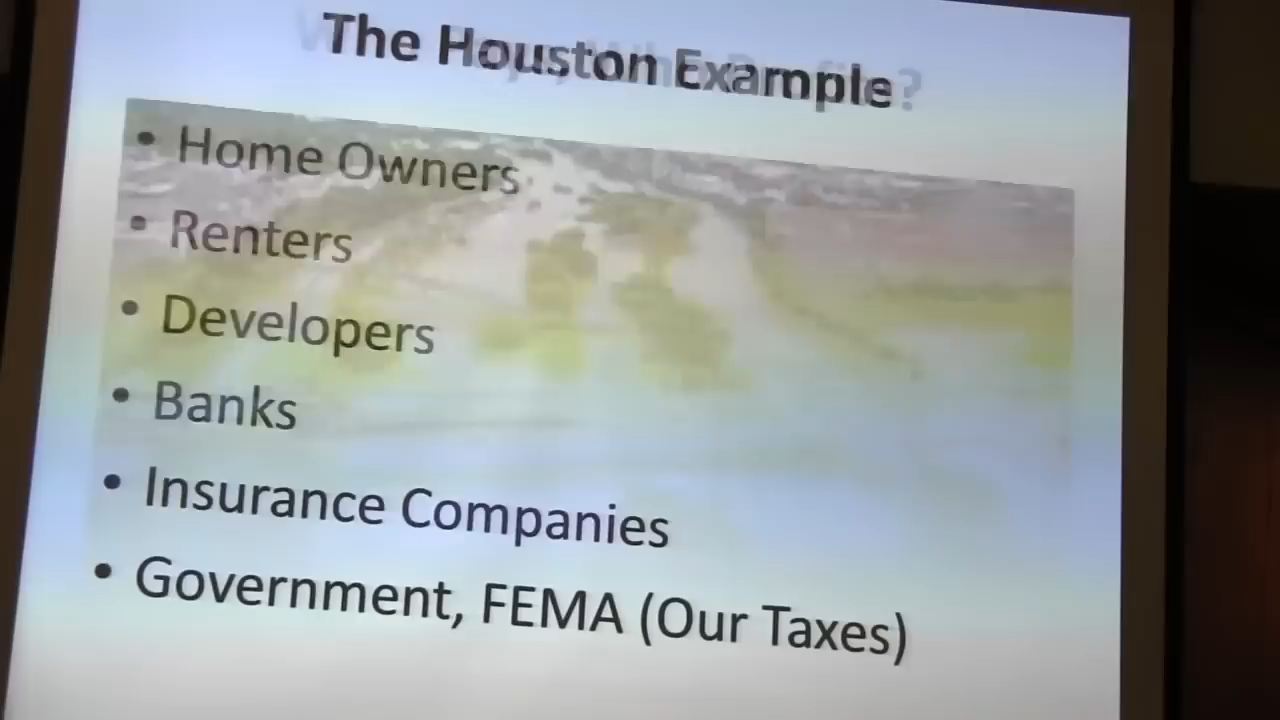 The Houston Example
• Home Owners
• Renters
• Developers
• Banks
• Insurance Companies
• Government, FEMA (Our Taxes)